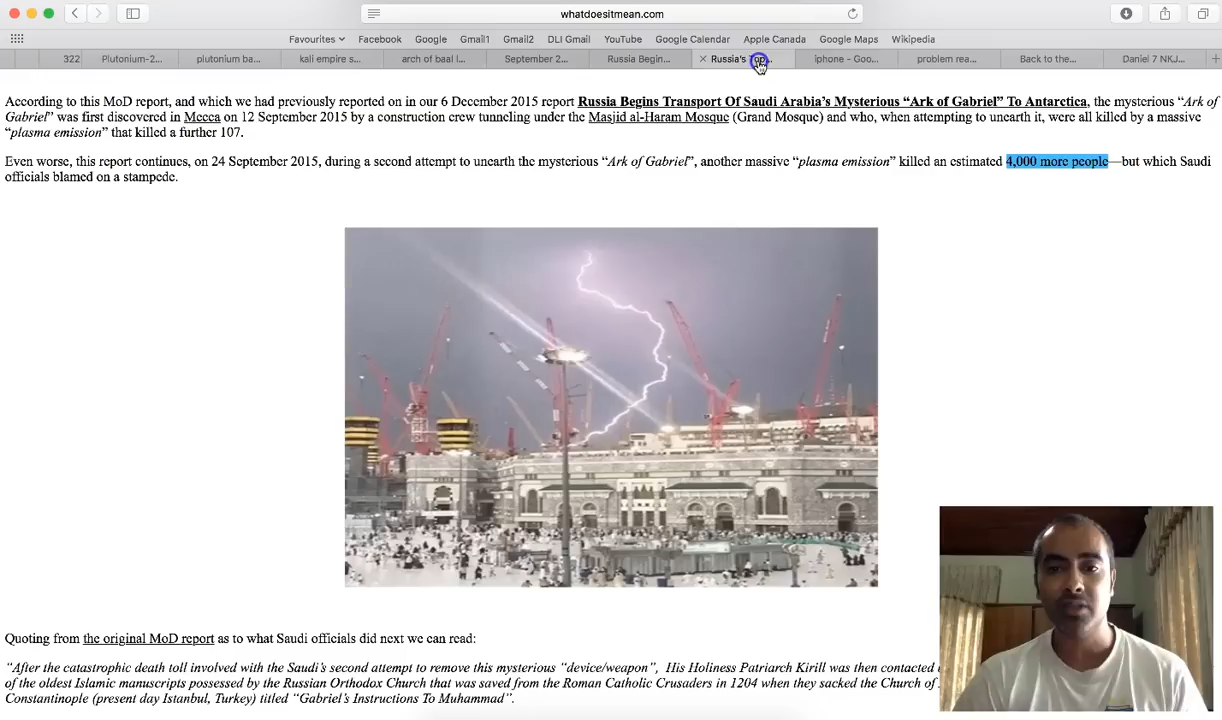 whatdoesitmean.com
Favourites Facebook Google Gmail1 Gmail2 DLI Gmail YouTube Google Calendar Apple Canada Google Maps Wikipedia
322 Plutonium-2... plutonium ba... kali empire s... arch of baal l... September 2... Russia Begin... Russia's Top... iphone - Goo... problem rea... Back to the... Daniel 7 NKJ...
According to this MoD report, and which we had previously reported on in our 6 December 2015 report Russia Begins Transport Of Saudi Arabia’s Mysterious “Ark of Gabriel” To Antarctica, the mysterious “Ark of
Gabriel” was first discovered in Mecca on 12 September 2015 by a construction crew tunneling under the Masjid al-Haram Mosque (Grand Mosque) and who, when attempting to unearth it, were all killed by a massive
“plasma emission” that killed a further 107.
Even worse, this report continues, on 24 September 2015, during a second attempt to unearth the mysterious “Ark of Gabriel”, another massive “plasma emission” killed an estimated 4,000 more people—but which Saudi
officials blamed on a stampede.
Quoting from the original MoD report as to what Saudi officials did next we can read:
“After the catastrophic death toll involved with the Saudi’s second attempt to remove this mysterious “device/weapon”, His Holiness Patriarch Kirill was then contacted
of the oldest Islamic manuscripts possessed by the Russian Orthodox Church that was saved from the Roman Catholic Crusaders in 1204 when they sacked the Church of
Constantinople (present day Istanbul, Turkey) titled “Gabriel’s Instructions To Muhammad”.